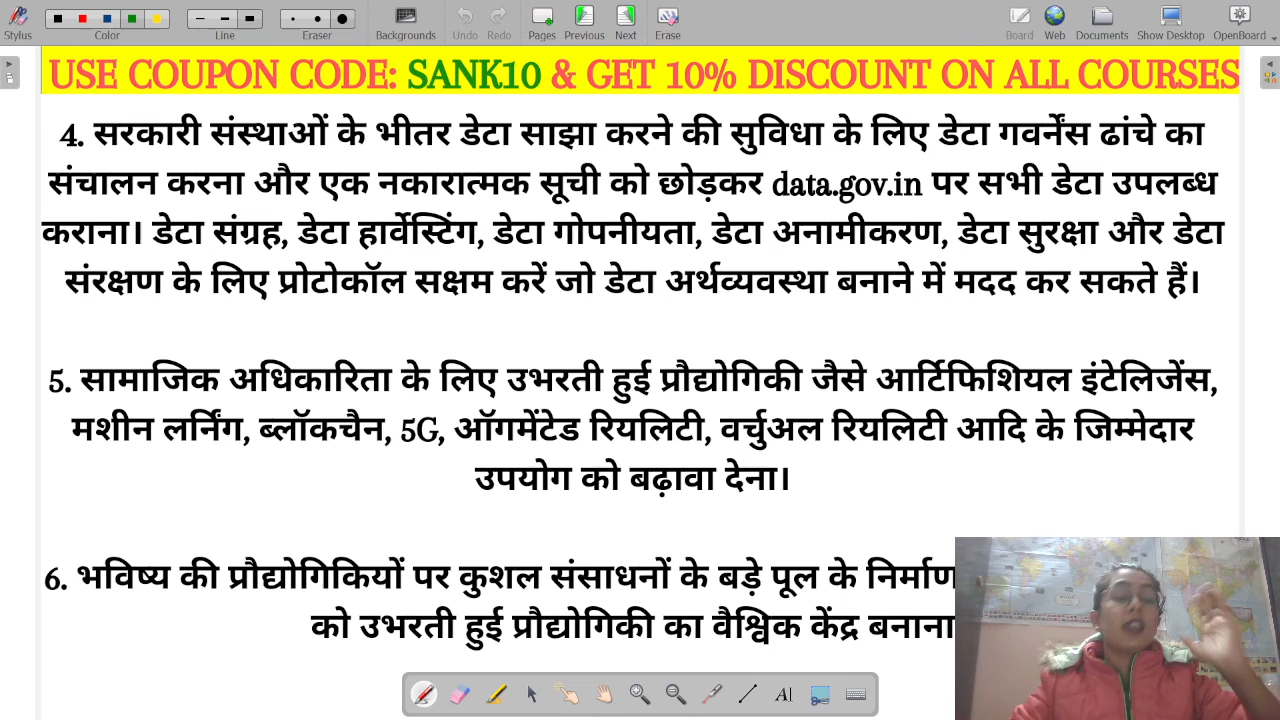 Stylus
Color
Line
Eraser
Backgrounds
Undo
Redo
Pages
Previous
Next
Erase
Board
Web
Documents
Show Desktop
OpenBoard
USE COUPON CODE: SANK10 & GET 10% DISCOUNT ON ALL COURSES
4. सरकारी संस्थाओं के भीतर डेटा साझा करने की सुविधा के लिए डेटा गवर्नेंस ढांचे का
संचालन करना और एक नकारात्मक सूची को छोड़कर data.gov.in पर सभी डेटा उपलब्ध
कराना। डेटा संग्रह, डेटा हार्वेस्टिंग, डेटा गोपनीयता, डेटा अनामीकरण, डेटा सुरक्षा और डेटा
संरक्षण के लिए प्रोटोकॉल सक्षम करें जो डेटा अर्थव्यवस्था बनाने में मदद कर सकते हैं।
5. सामाजिक अधिकारिता के लिए उभरती हुई प्रौद्योगिकी जैसे आर्टिफिशियल इंटेलिजेंस,
मशीन लर्निंग, ब्लॉकचैन, 5G, ऑगमेंटेड रियलिटी, वर्चुअल रियलिटी आदि के जिम्मेदार
उपयोग को बढ़ावा देना।
6. भविष्य की प्रौद्योगिकियों पर कुशल संसाधनों के बड़े पूल के निर्माण
को उभरती हुई प्रौद्योगिकी का वैश्विक केंद्र बनाना
AI